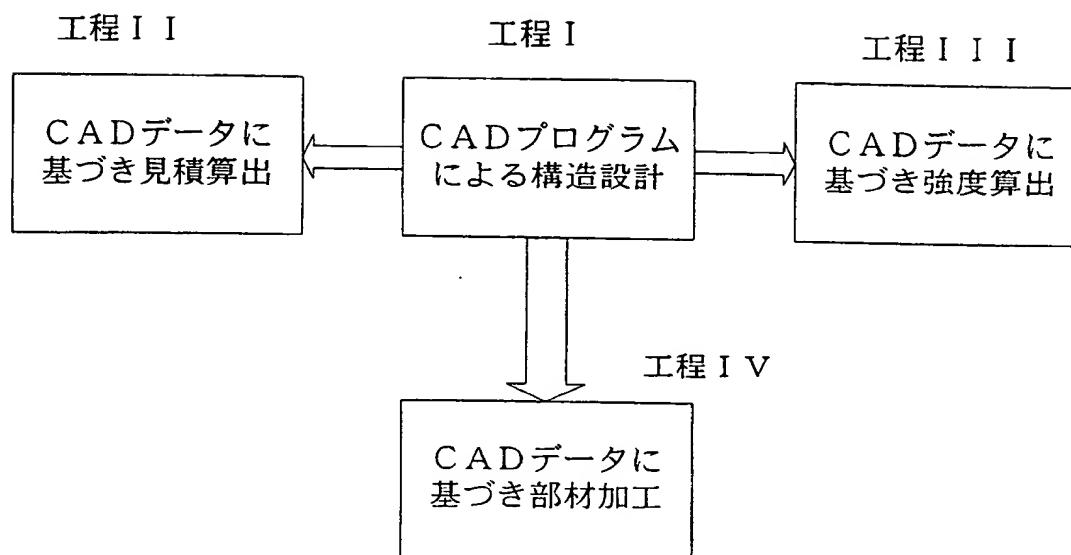 工程ＩＩ
ＣＡＤデータに
基づき見積算出
工程Ｉ
ＣＡＤプログラム
による構造設計
工程ＩＩＩ
ＣＡＤデータに
基づき強度算出
工程ＩＶ
ＣＡＤデータに
基づき部材加工